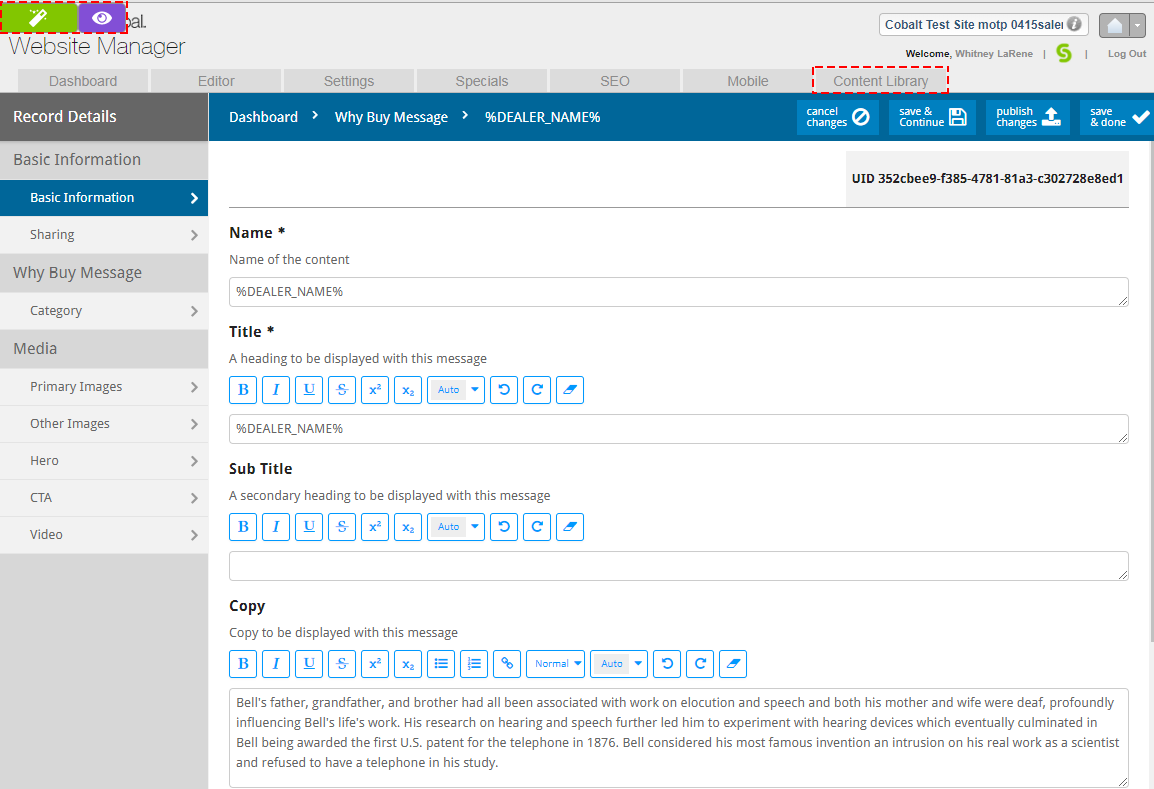 bal.
Website Manager
Cobalt Test Site motp 0415saler
Welcome, Whitney LaRene | S | Log Out
Dashboard Editor Settings Specials SEO Mobile Content Library
Record Details
Dashboard > Why Buy Message > %DEALER_NAME%
cancel changes
save & Continue
publish changes
save & done
Basic Information
Basic Information
Sharing
Why Buy Message
Category
Media
Primary Images
Other Images
Hero
CTA
Video
UID 352cbee9-f385-4781-81a3-c302728e8ed1
Name *
Name of the content
%DEALER_NAME%
Title *
A heading to be displayed with this message
B I U S x² x₂ Auto
%DEALER_NAME%
Sub Title
A secondary heading to be displayed with this message
B I U S x² x₂ Auto
Copy
Copy to be displayed with this message
B I U S x² x₂ Normal Auto
Bell's father, grandfather, and brother had all been associated with work on elocution and speech and both his mother and wife were deaf, profoundly
influencing Bell's life's work. His research on hearing and speech further led him to experiment with hearing devices which eventually culminated in
Bell being awarded the first U.S. patent for the telephone in 1876. Bell considered his most famous invention an intrusion on his real work as a scientist
and refused to have a telephone in his study.